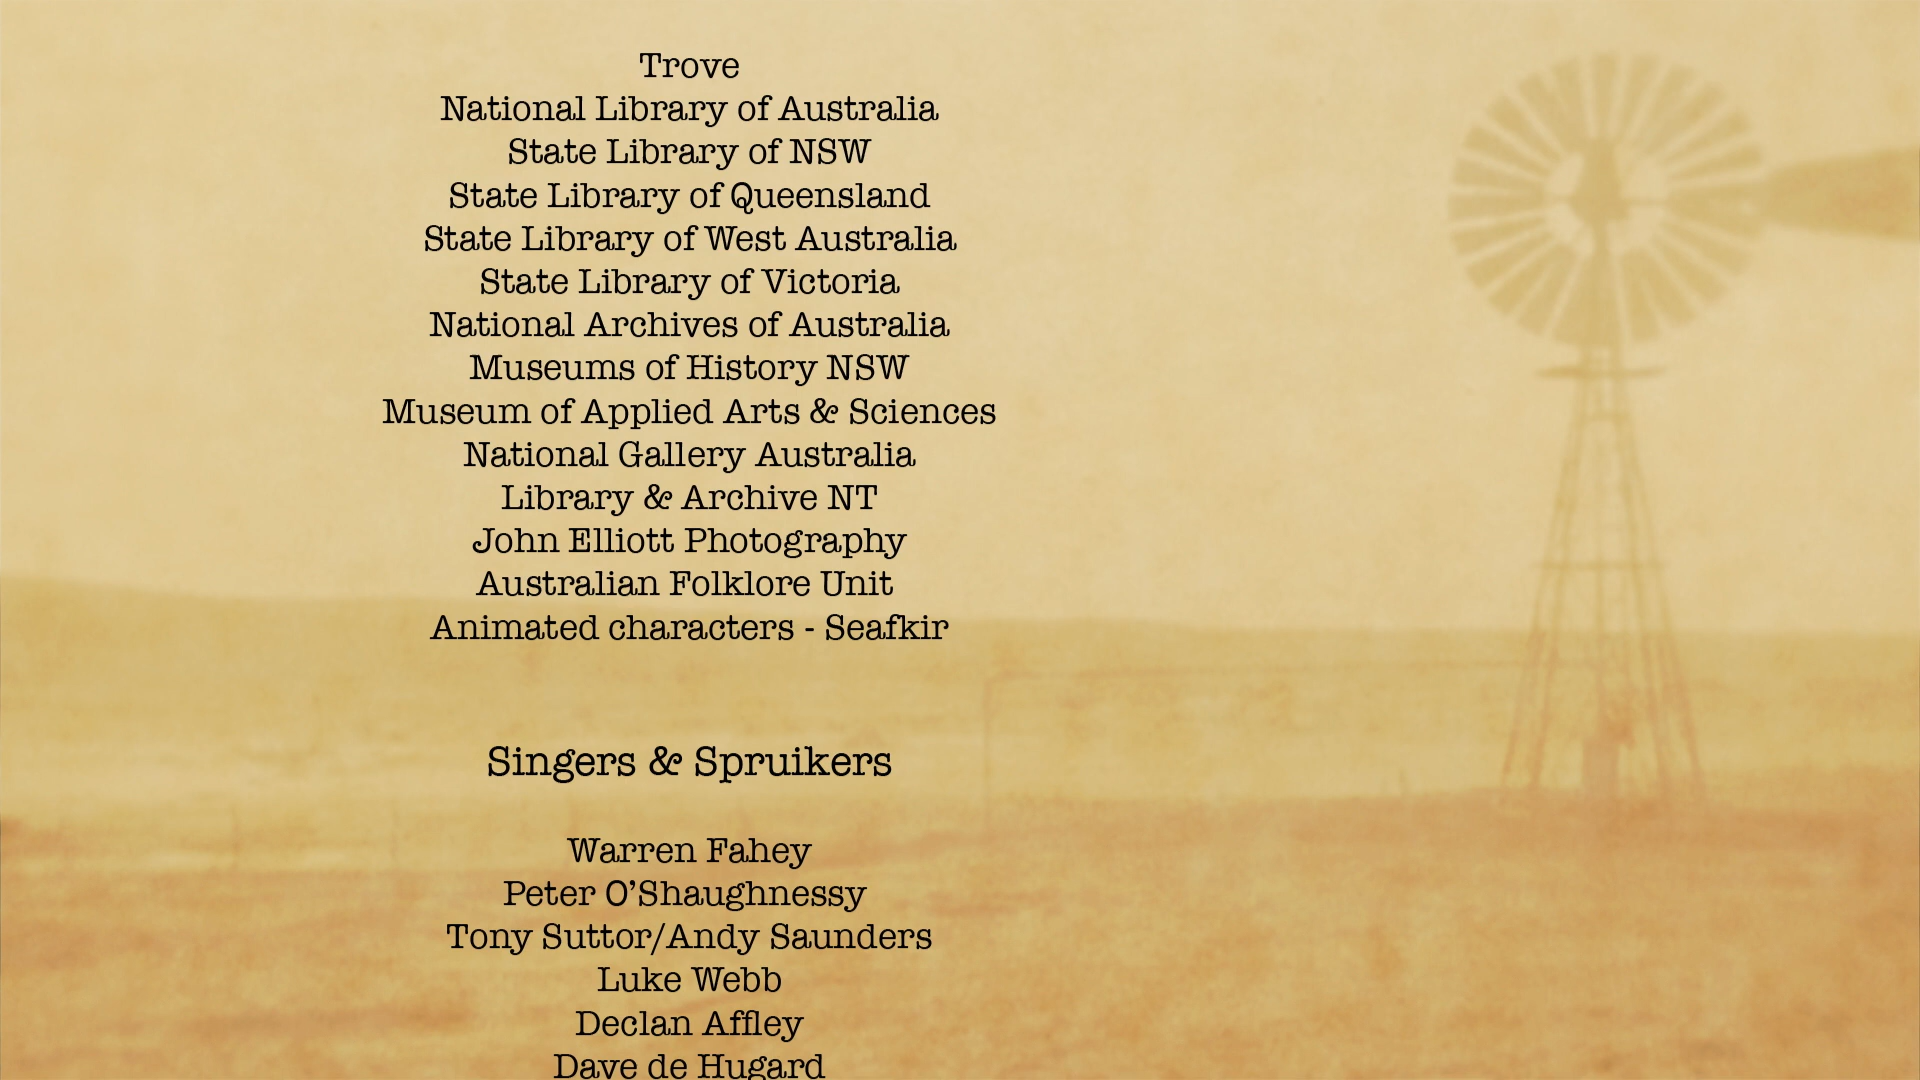 Trove
National Library of Australia
State Library of NSW
State Library of Queensland
State Library of West Australia
State Library of Victoria
National Archives of Australia
Museums of History NSW
Museum of Applied Arts & Sciences
National Gallery Australia
Library & Archive NT
John Elliott Photography
Australian Folklore Unit
Animated characters - Seafkir
Singers & Spruikers
Warren Fahey
Peter O’Shaughnessy
Tony Suttor/Andy Saunders
Luke Webb
Declan Affley
Dave de Hugard